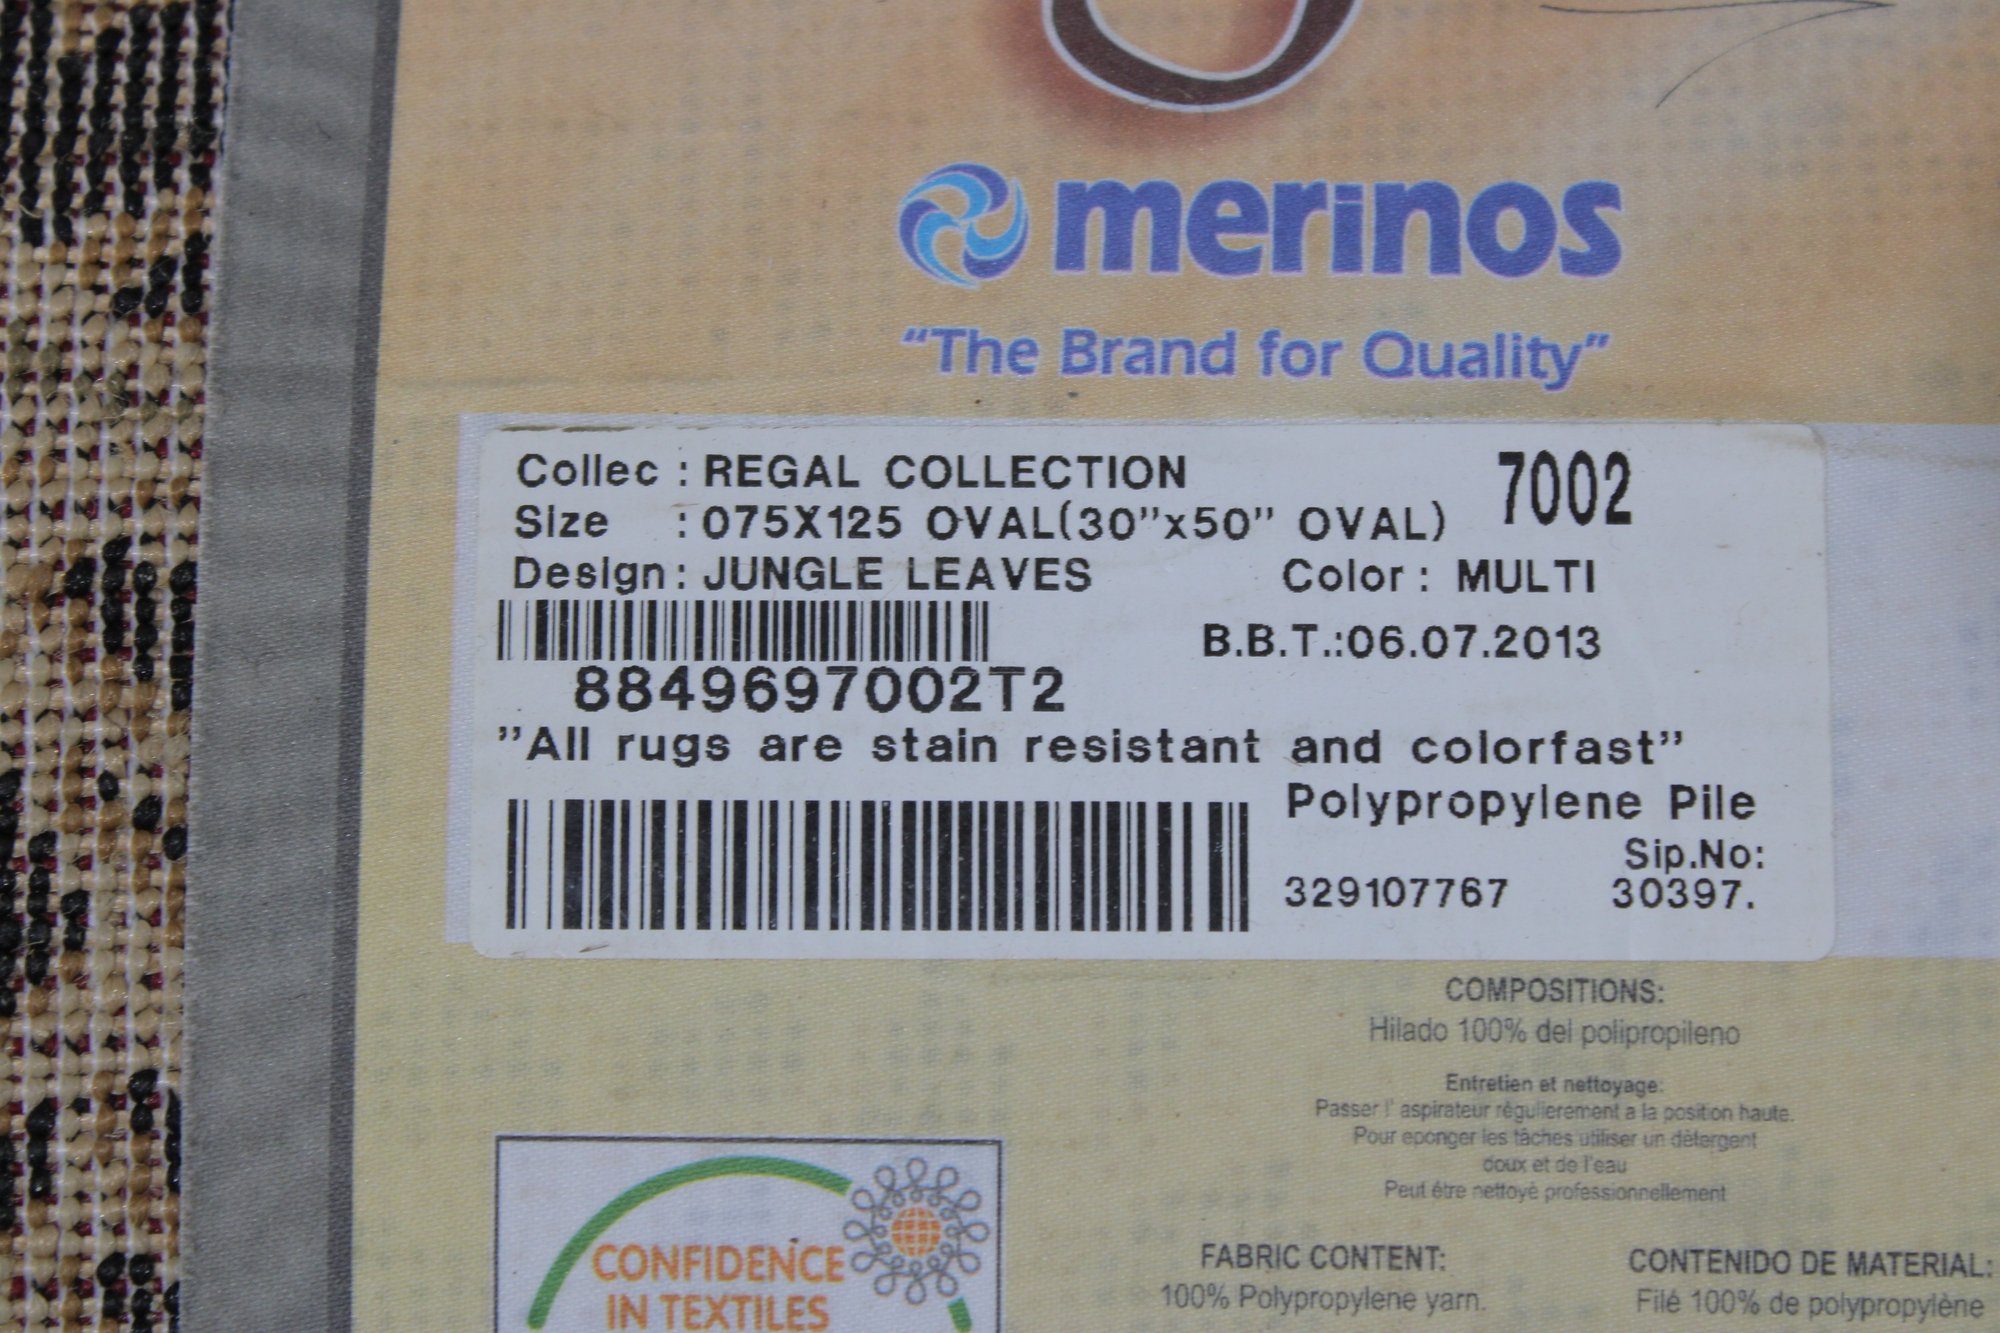 merinos
"The Brand for Quality"
Collec : REGAL COLLECTION
7002
Size : 075X125 OVAL(30"x50" OVAL)
Design : JUNGLE LEAVES
Color : MULTI
B.B.T.:06.07.2013
8849697002T2
"All rugs are stain resistant and colorfast"
Polypropylene Pile
Sip.No:
329107767 30397.
COMPOSITIONS:
Hilado 100% del polipropileno
Entretien et nettoyage:
Passer l' aspirateur régulierement a la position haute.
Pour eponger les tâches utiliser un détergent
doux et de l'eau
Peut être nettoyé professionnellement
CONFIDENCE
IN TEXTILES
FABRIC CONTENT:
100% Polypropylene yarn.
CONTENIDO DE MATERIAL:
Filé 100% de polypropylène